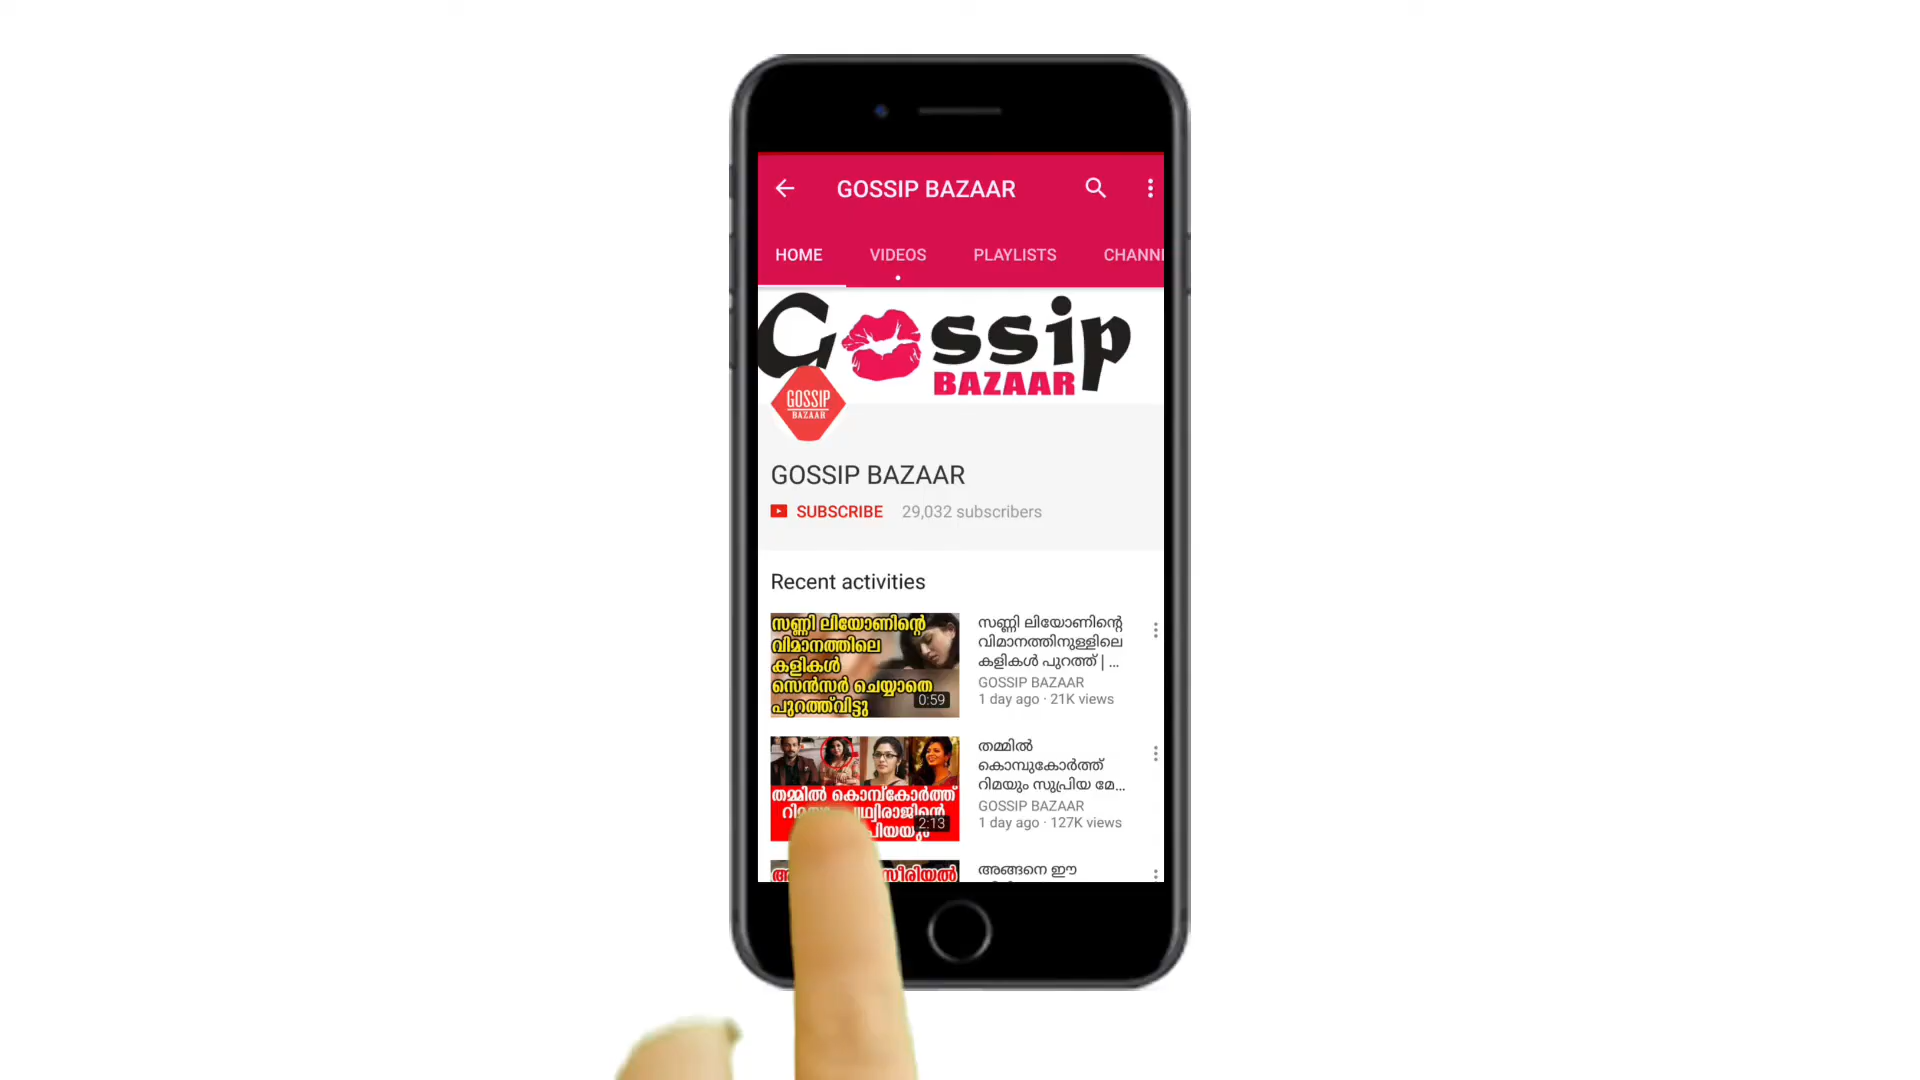 GOSSIP BAZAAR
HOME VIDEOS PLAYLISTS CHANNI
Gossip
BAZAAR
GOSSIP
BAZAAR
GOSSIP BAZAAR
SUBSCRIBE 29,032 subscribers
Recent activities
സണ്ണി ലിയോണിന്റെ
വിമാനത്തിലെ
കളികൾ
സെൻസർ ചെയ്യാതെ
പുറത്ത്‌വിട്ടു
0:59
സണ്ണി ലിയോണിന്റെ
വിമാനത്തിനുള്ളിലെ
കളികൾ പുറത്ത് | ...
GOSSIP BAZAAR
1 day ago · 21K views
തമ്മിൽ കൊമ്പ്കോർത്ത്
2:13
തമ്മിൽ
കൊമ്പുകോർത്ത്
റിമയും സുപ്രിയ മേ...
GOSSIP BAZAAR
1 day ago · 127K views
സീരിയൽ
അങ്ങനെ ഈ